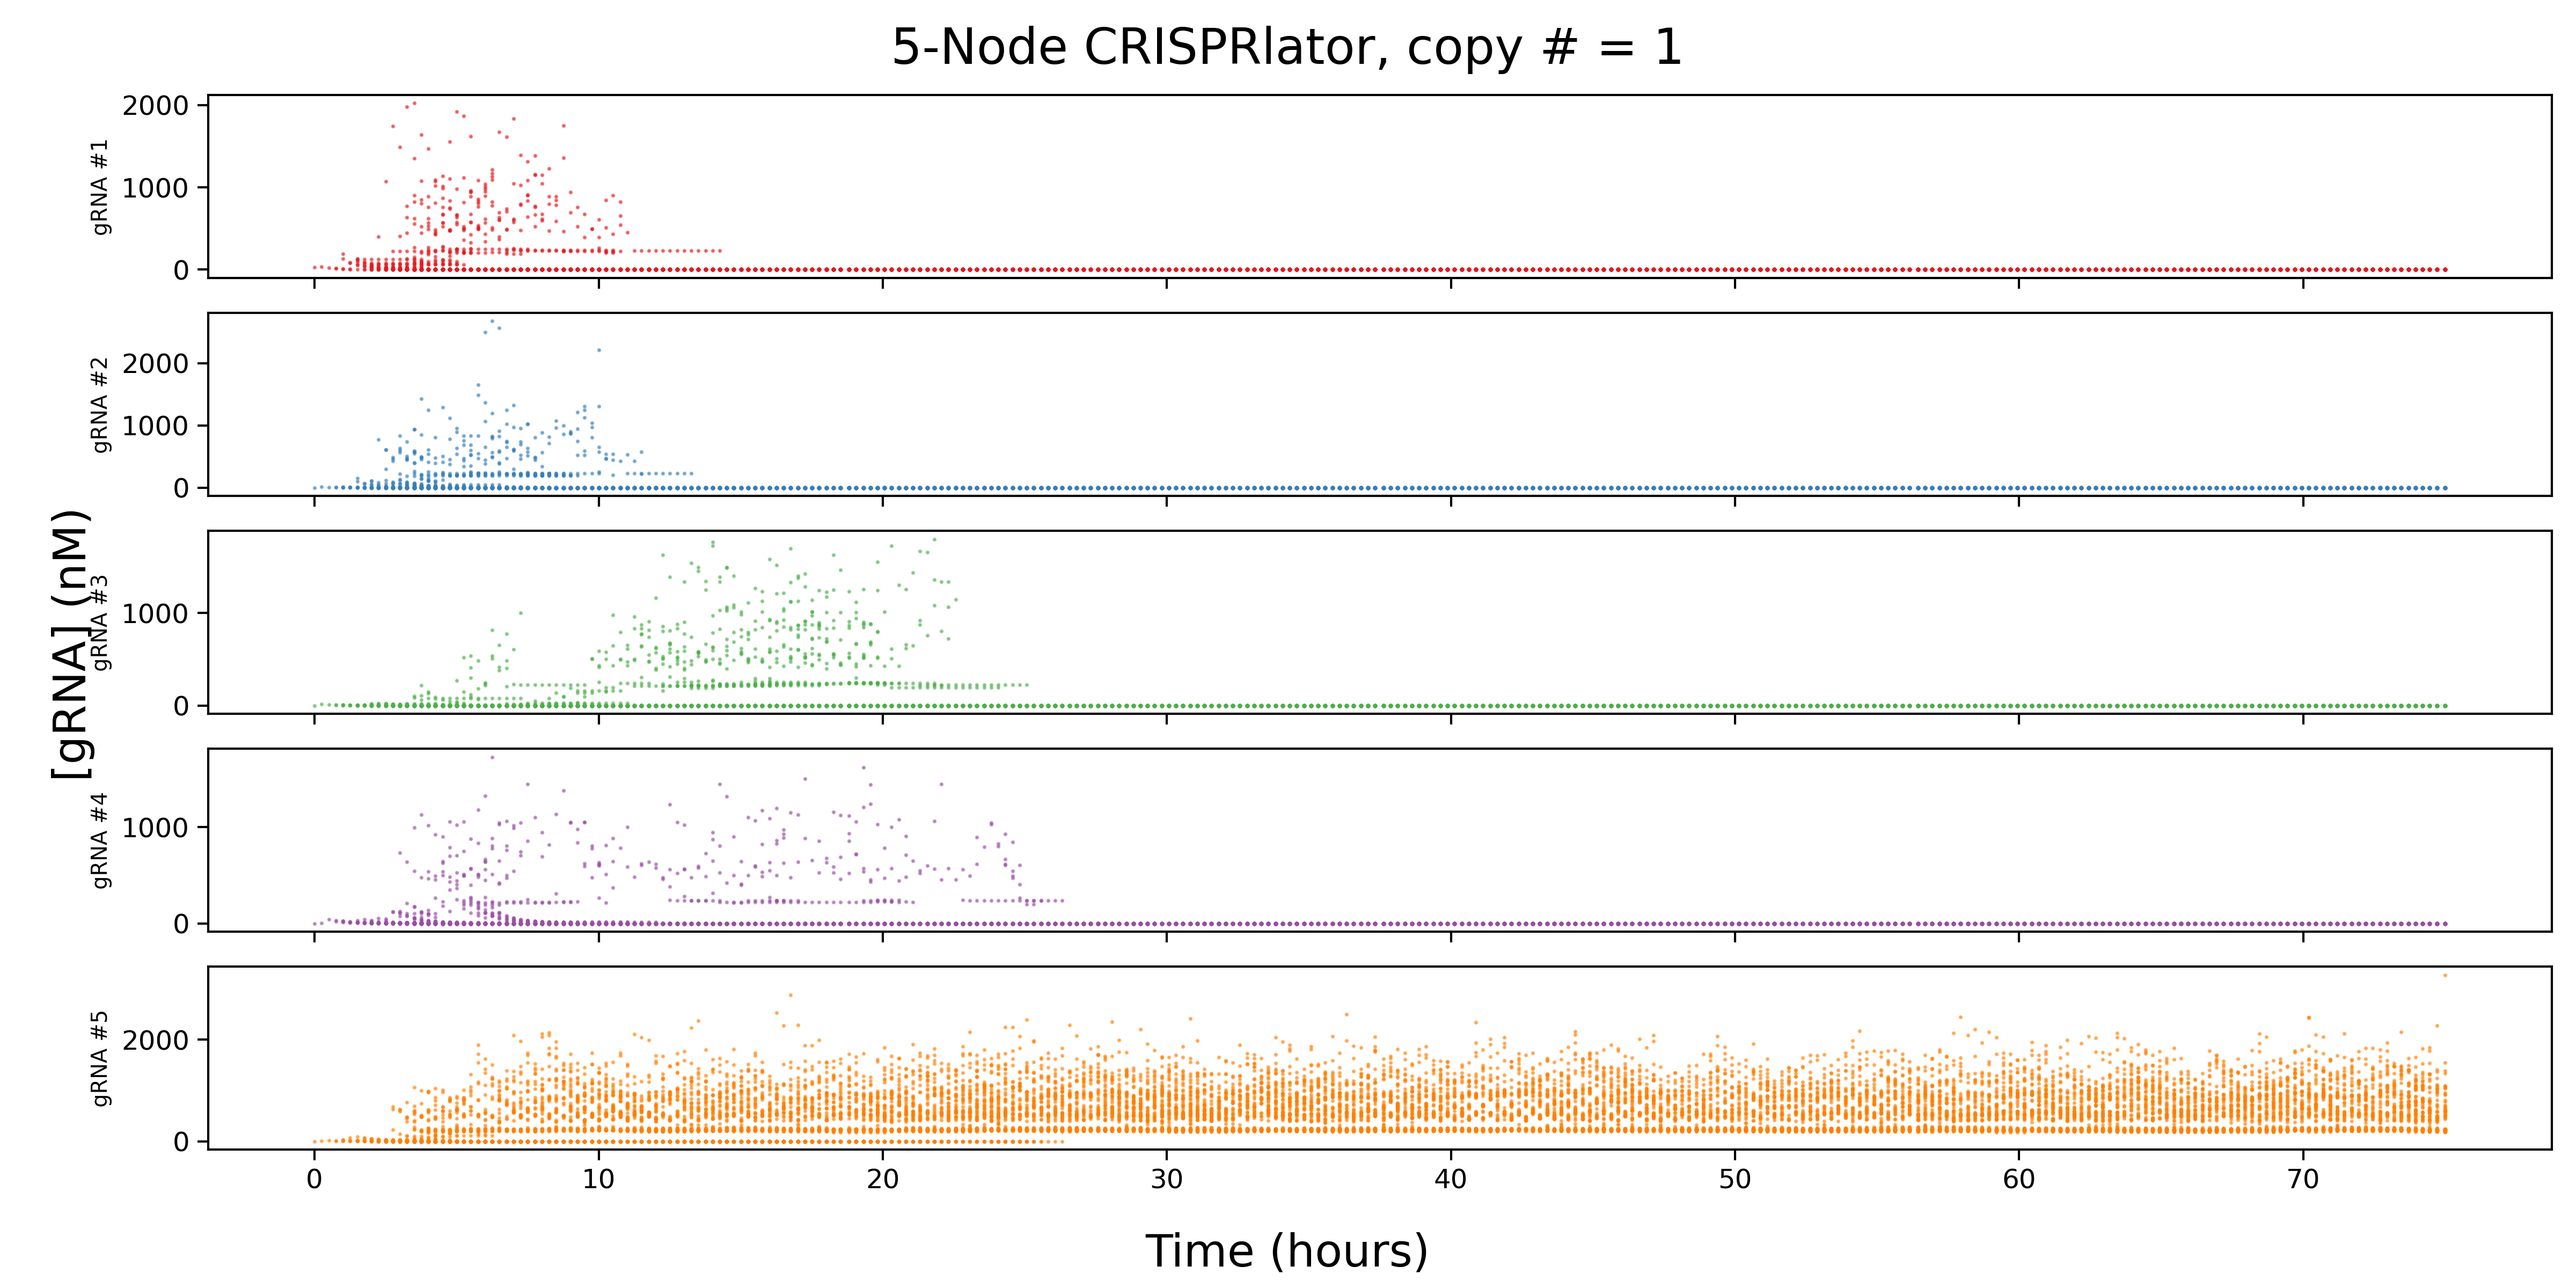 5-Node CRISPRlator, copy # = 1
[gRNA] (nM)
gRNA #1
2000
1000
0
gRNA #2
2000
1000
0
gRNA #3
1000
0
gRNA #4
1000
0
gRNA #5
2000
0
0 10 20 30 40 50 60 70
Time (hours)